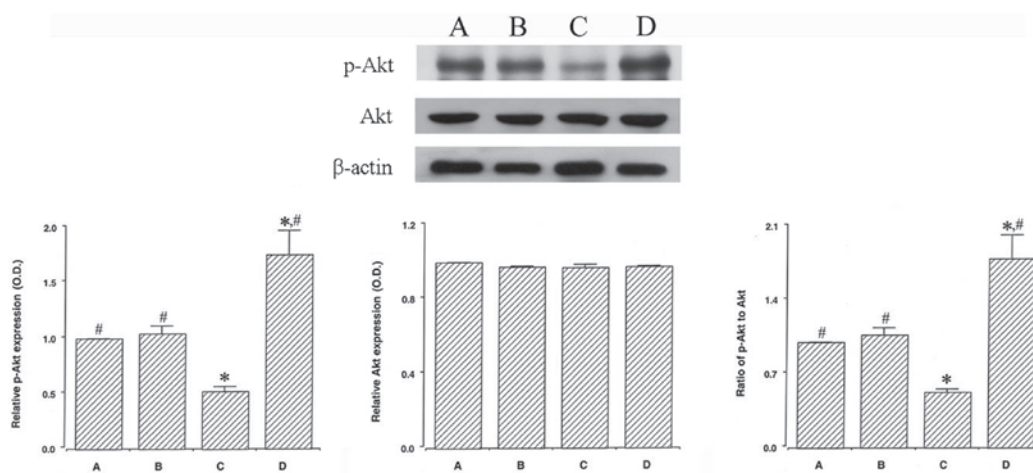 A B C D
p-Akt
Akt
β-actin
Relative p-Akt expression (O.D.)
2.0
1.5
1.0
0.5
0.0
#
#
*
*,#
A B C D
Relative Akt expression (O.D.)
1.2
0.8
0.4
0.0
A B C D
Ratio of p-Akt to Akt
2.1
1.4
0.7
0.0
#
#
*
*,#
A B C D